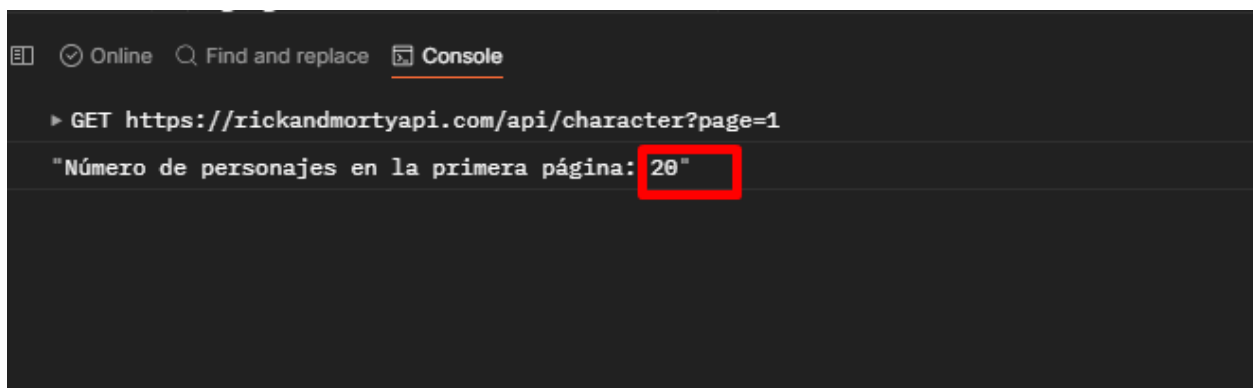 Online Find and replace Console
GET https://rickandmortyapi.com/api/character?page=1
"Número de personajes en la primera página: 20"